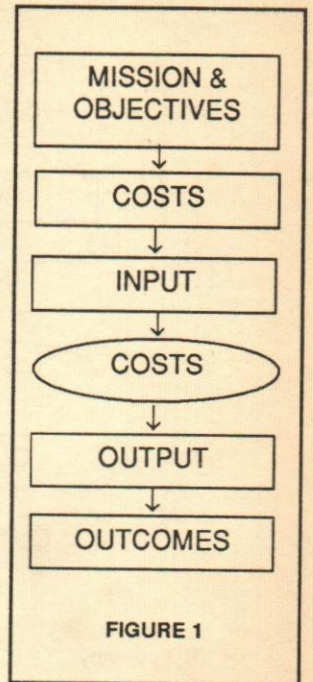 MISSION &
OBJECTIVES
COSTS
INPUT
COSTS
OUTPUT
OUTCOMES
FIGURE 1